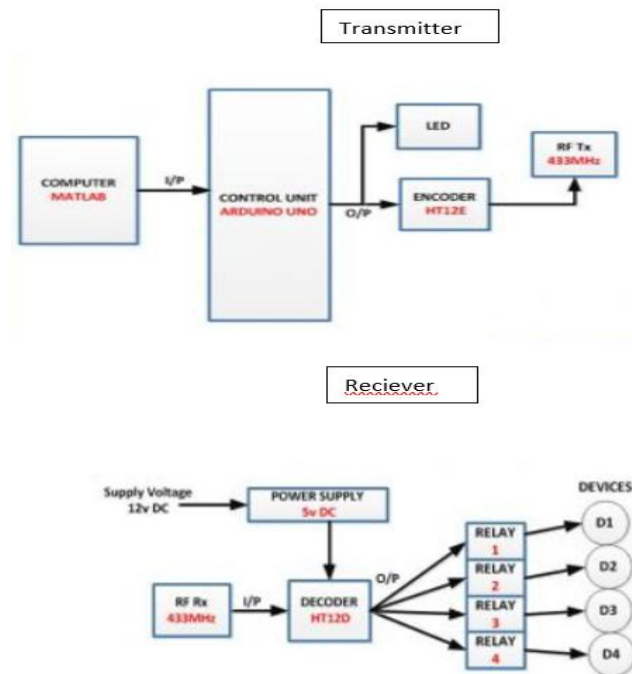 Transmitter
COMPUTER
MATLAB
I/P
CONTROL UNIT
ARDUINO UNO
O/P
LED
ENCODER
HT12E
RF Tx
433MHz
Reciever
Supply Voltage
12v DC
POWER SUPPLY
5v DC
RF Rx
433MHz
I/P
DECODER
HT12D
O/P
RELAY
1
RELAY
2
RELAY
3
RELAY
4
DEVICES
D1
D2
D3
D4